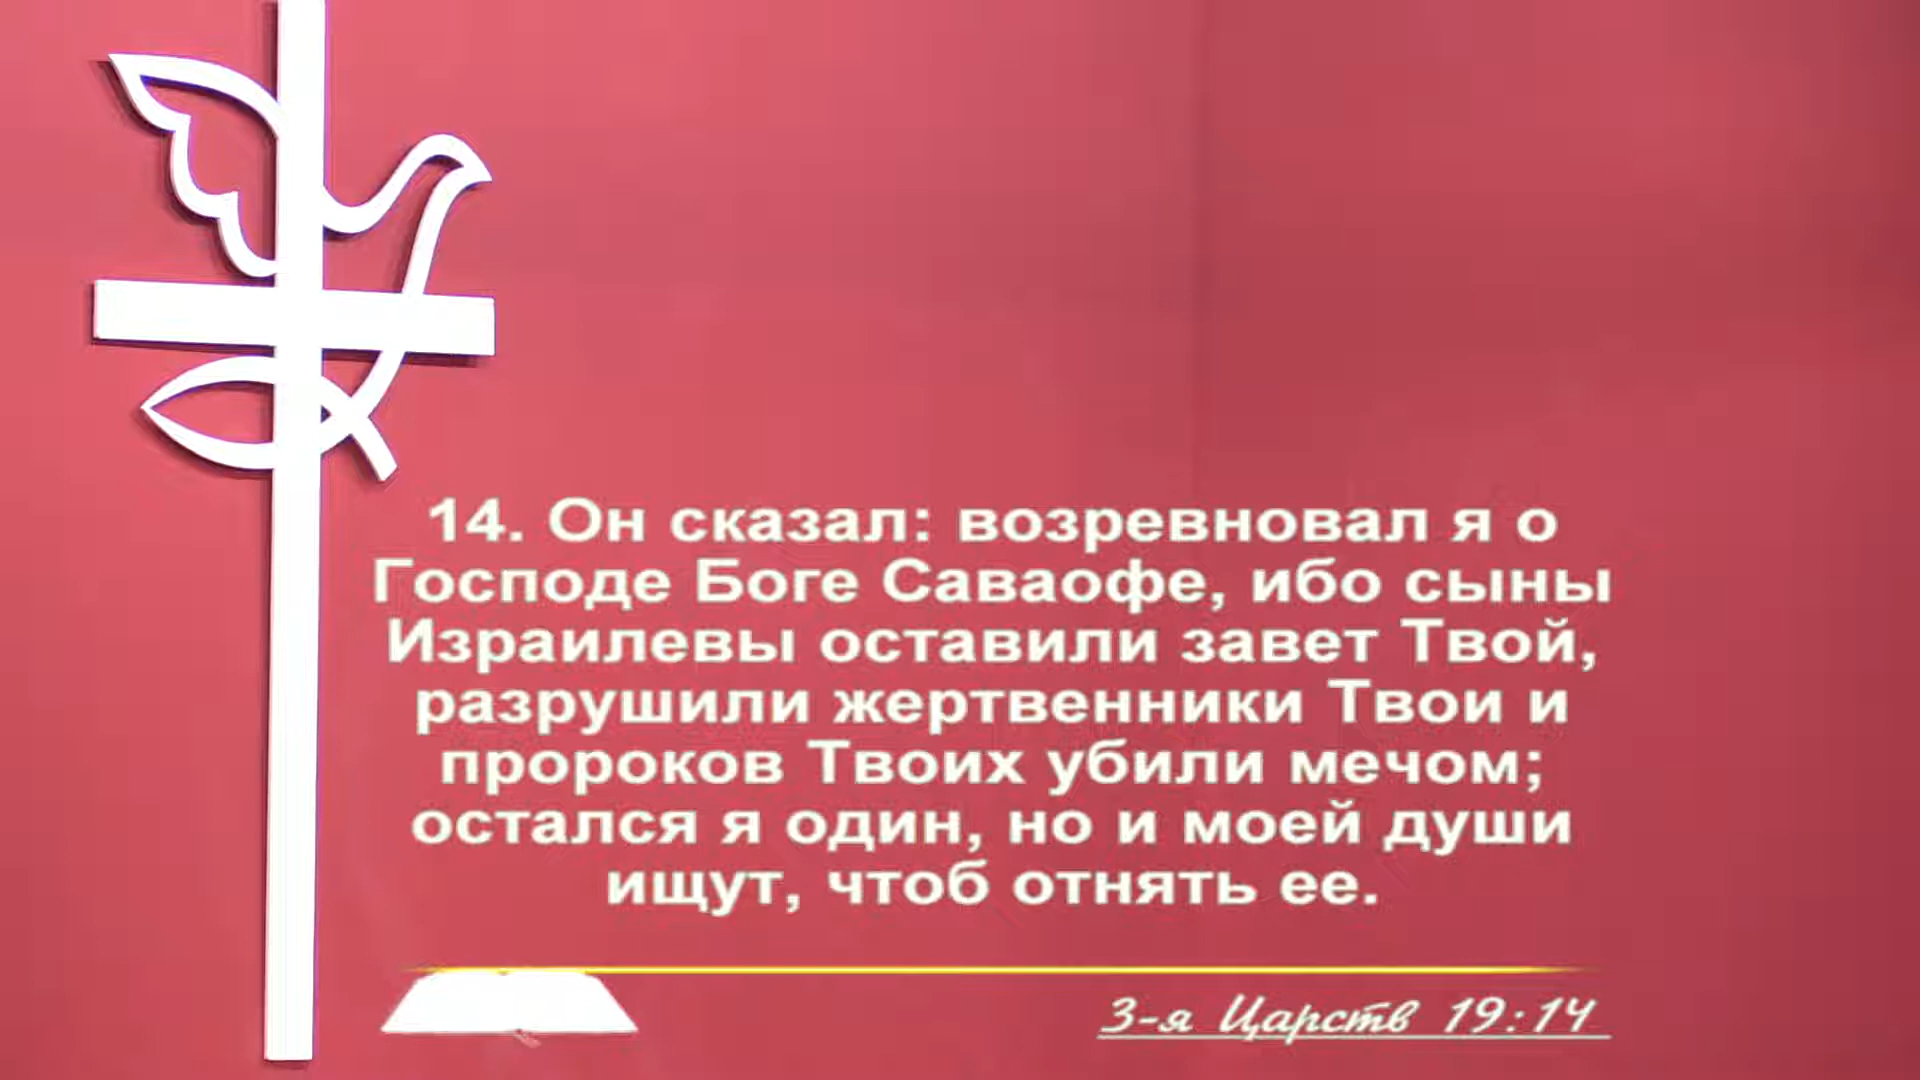 14. Он сказал: возревновал я о
Господе Боге Саваофе, ибо сыны
Израилевы оставили завет Твой,
разрушили жертвенники Твои и
пророков Твоих убили мечом;
остался я один, но и моей души
ищут, чтоб отнять ее.
3-я Царств 19:14